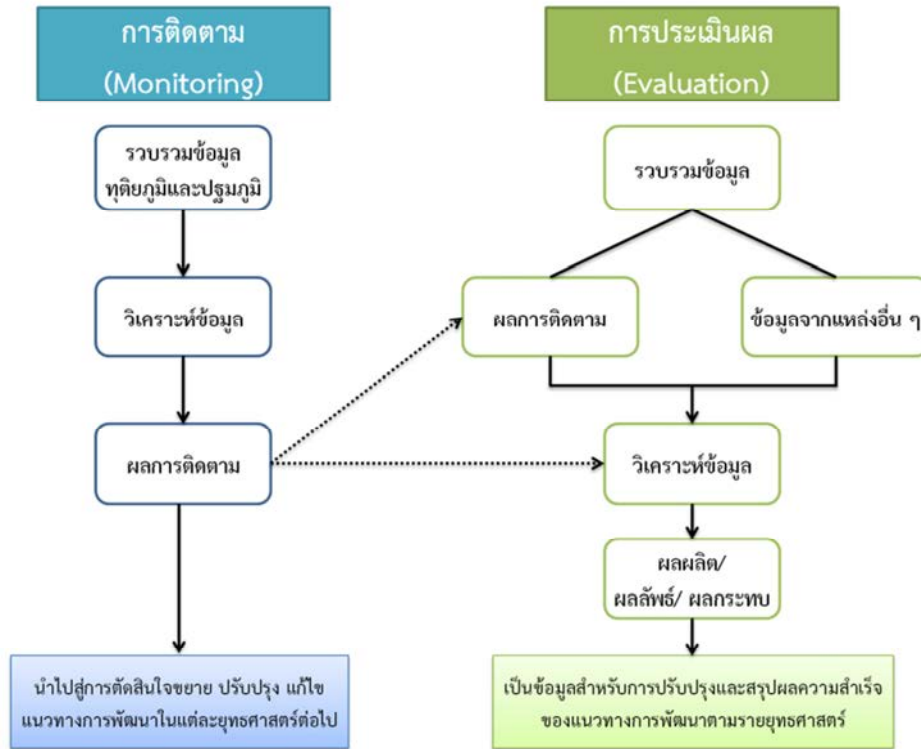 การติดตาม
(Monitoring)
รวบรวมข้อมูล
ทุติยภูมิและปฐมภูมิ
วิเคราะห์ข้อมูล
ผลการติดตาม
นำไปสู่การตัดสินใจขยาย ปรับปรุง แก้ไข
แนวทางการพัฒนาในแต่ละยุทธศาสตร์ต่อไป
การประเมินผล
(Evaluation)
รวบรวมข้อมูล
ผลการติดตาม
ข้อมูลจากแหล่งอื่น ๆ
วิเคราะห์ข้อมูล
ผลผลิต/
ผลลัพธ์/ ผลกระทบ
เป็นข้อมูลสำหรับการปรับปรุงและสรุปผลความสำเร็จ
ของแนวทางการพัฒนาตามรายยุทธศาสตร์